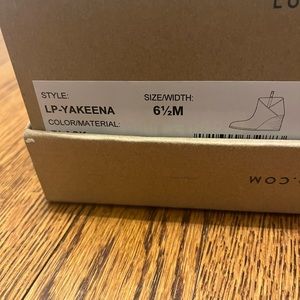 STYLE:
LP-YAKEENA
SIZE/WIDTH:
6½M
COLOR/MATERIAL:
.COM